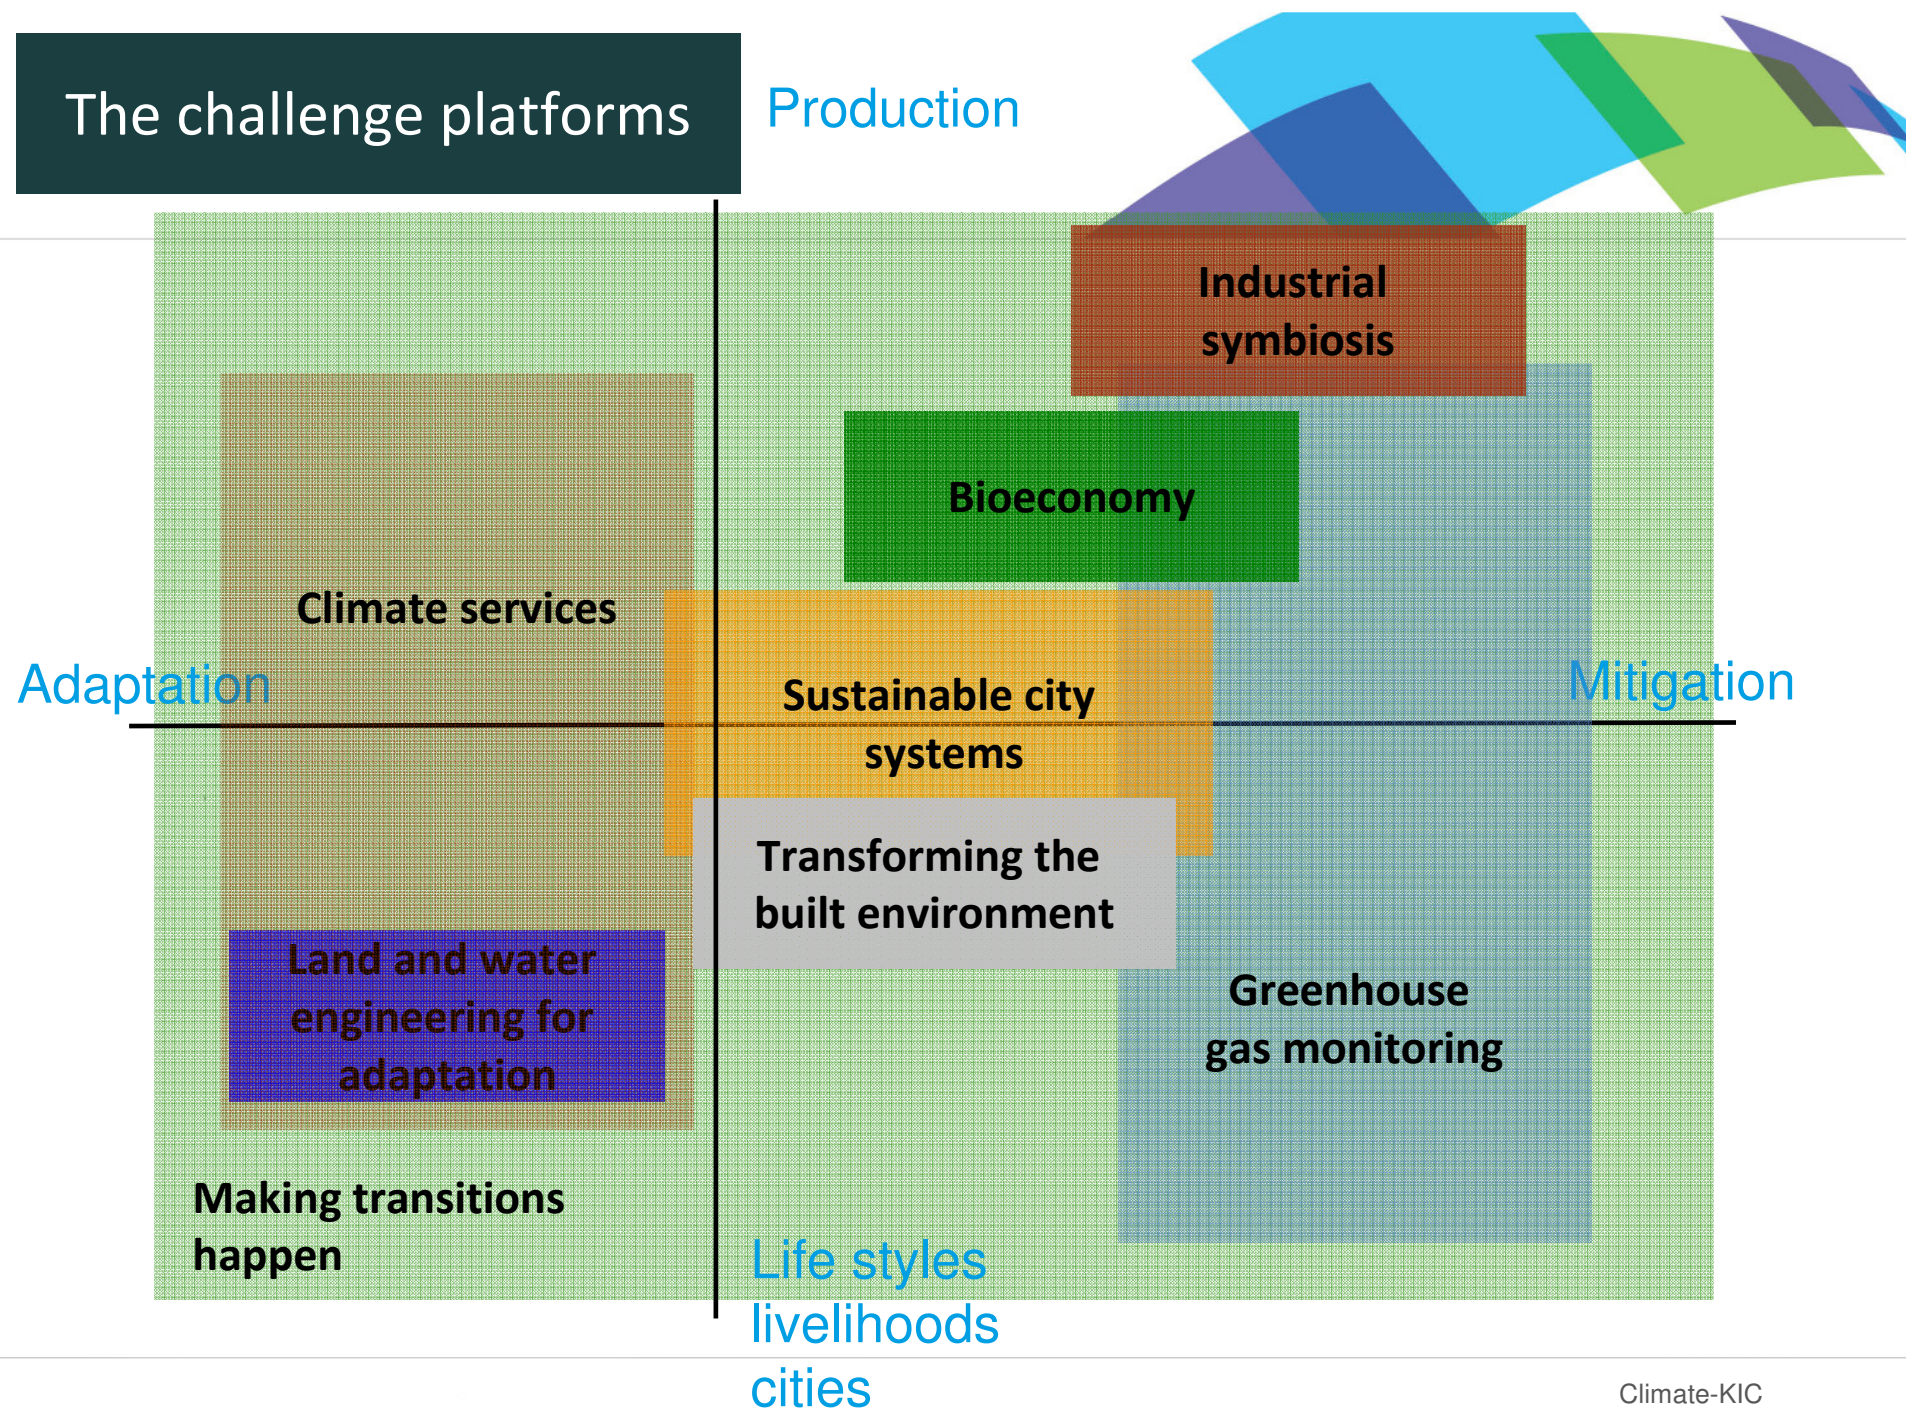 The challenge platforms
Production
Industrial
symbiosis
Bioeconomy
Climate services
Adaptation
Mitigation
Sustainable city
systems
Transforming the
built environment
Land and water
engineering for
adaptation
Greenhouse
gas monitoring
Making transitions
happen
Life styles
livelihoods
cities
Climate-KIC